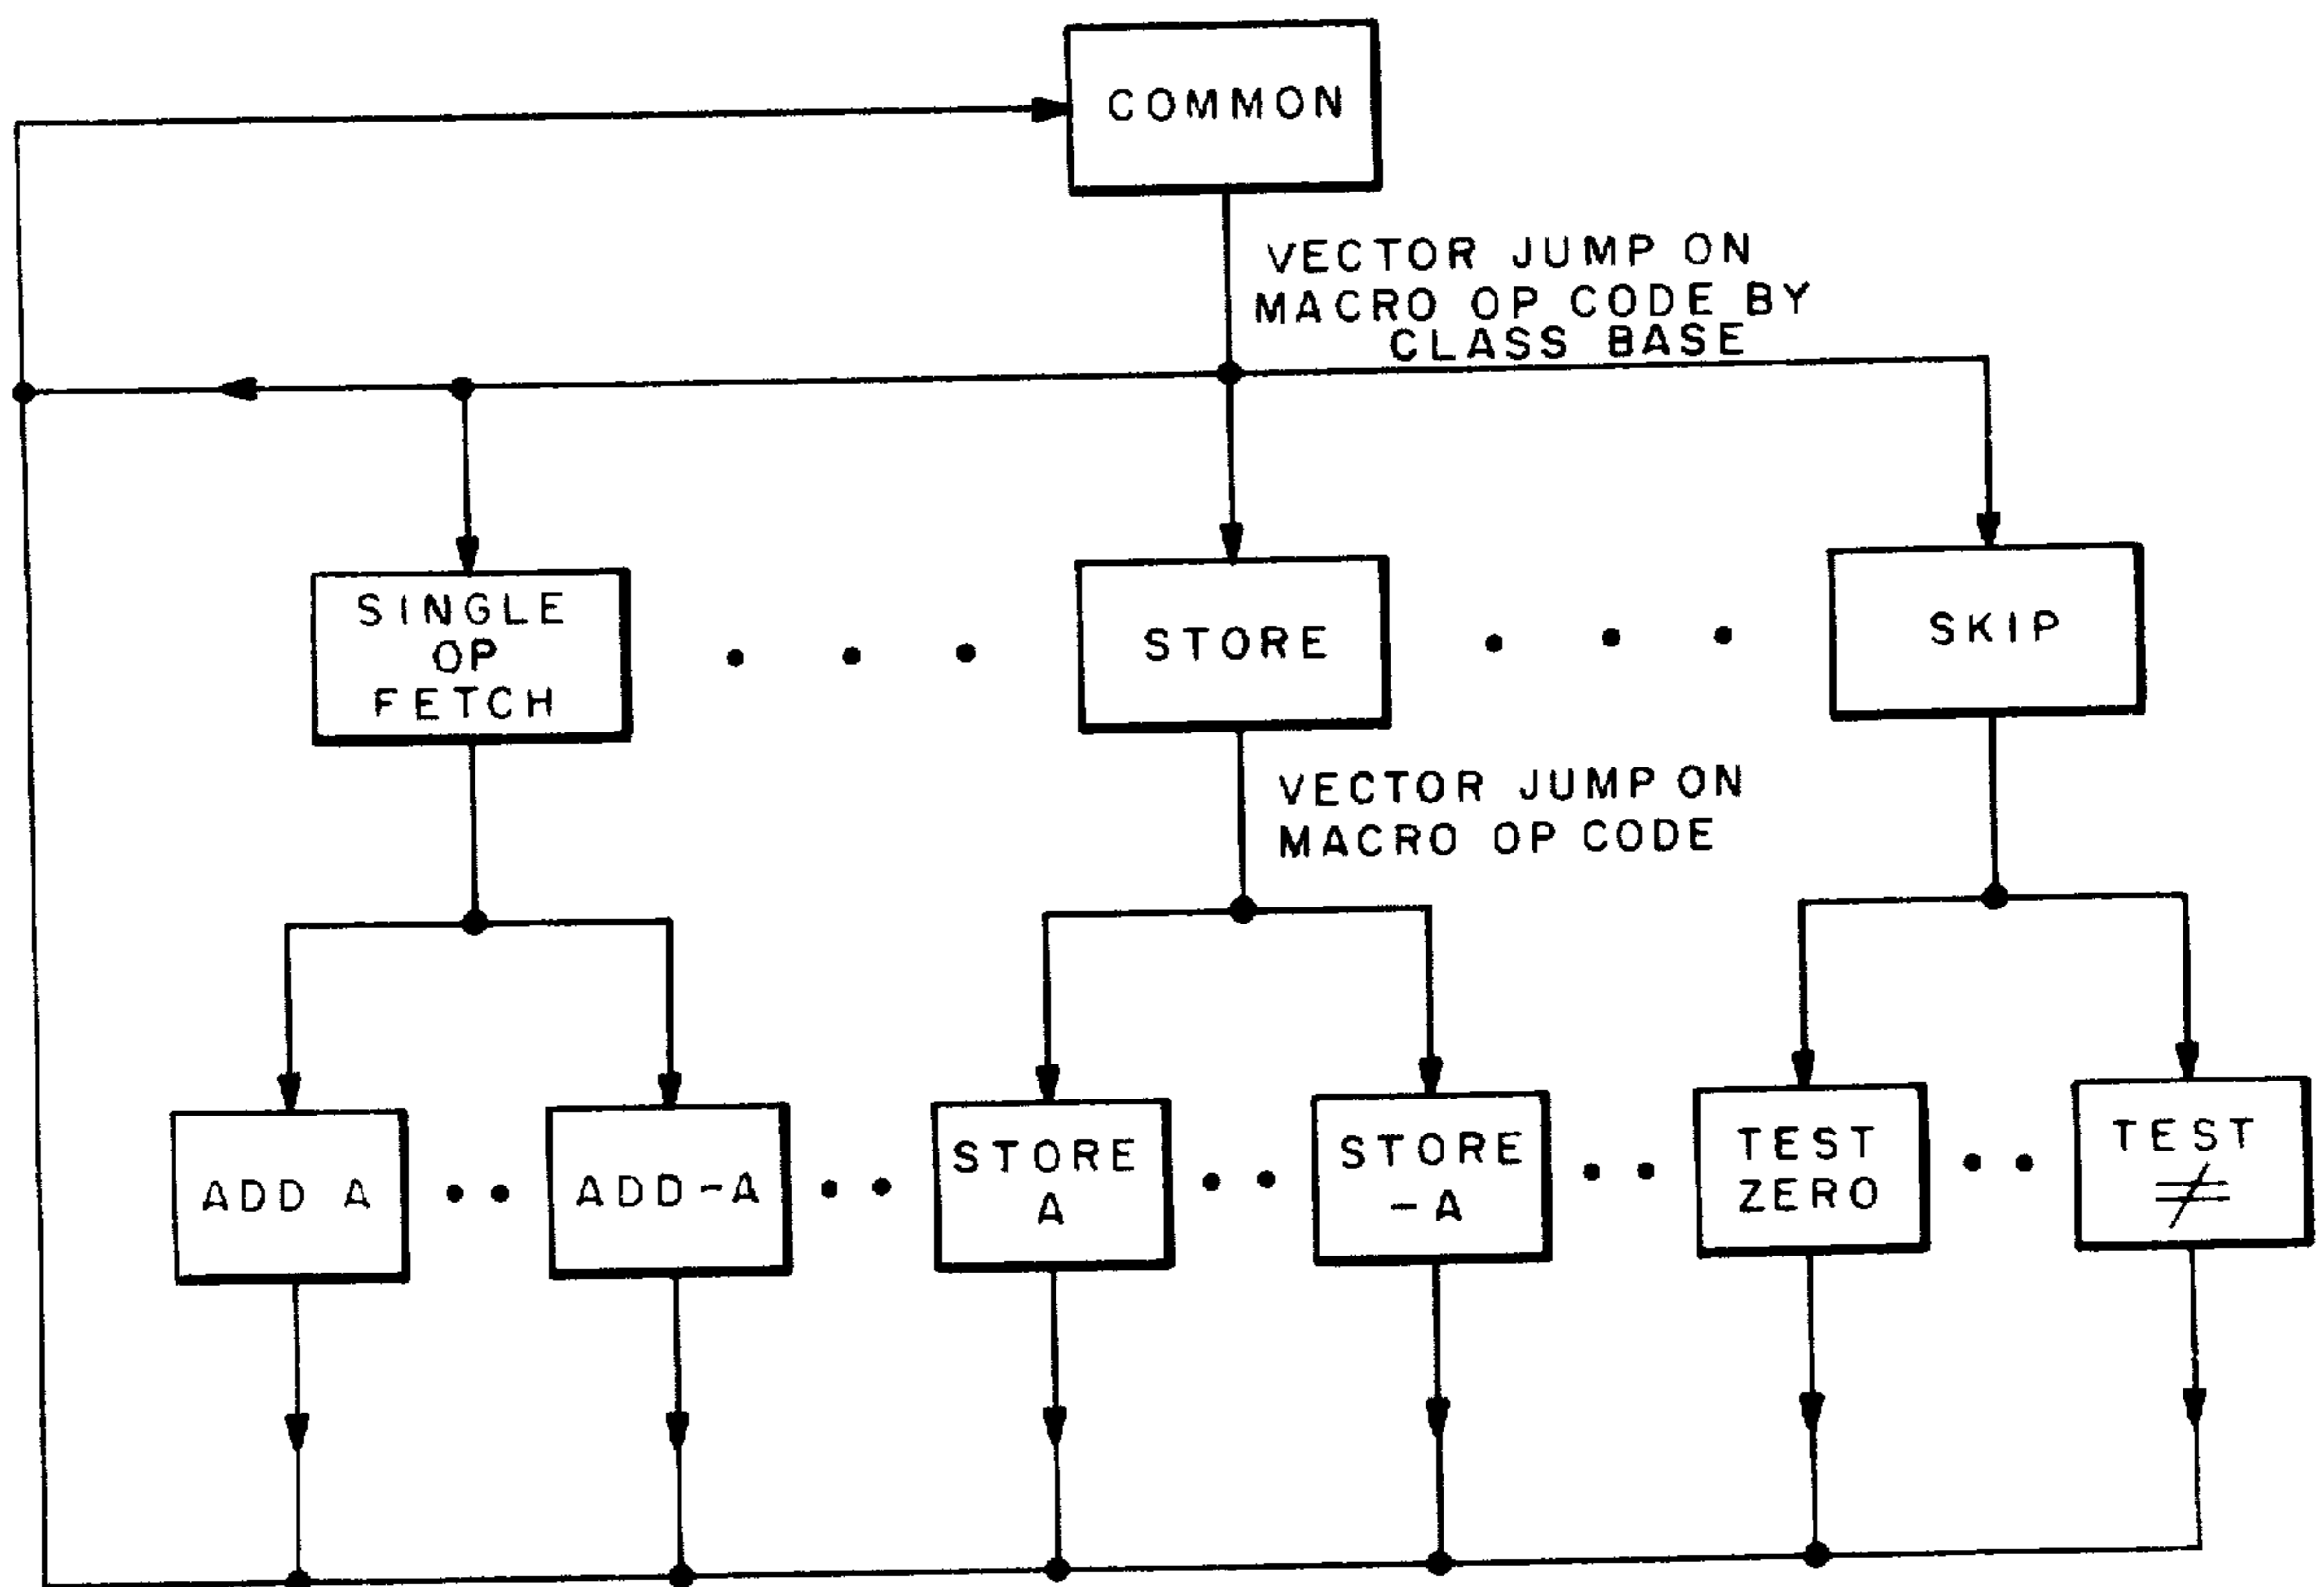 COMMON
VECTOR JUMP ON
MACRO OP CODE BY
CLASS BASE
SINGLE
OP
FETCH
STORE
SKIP
VECTOR JUMP ON
MACRO OP CODE
ADD A
ADD-A
STORE
A
STORE
-A
TEST
ZERO
TEST
≠